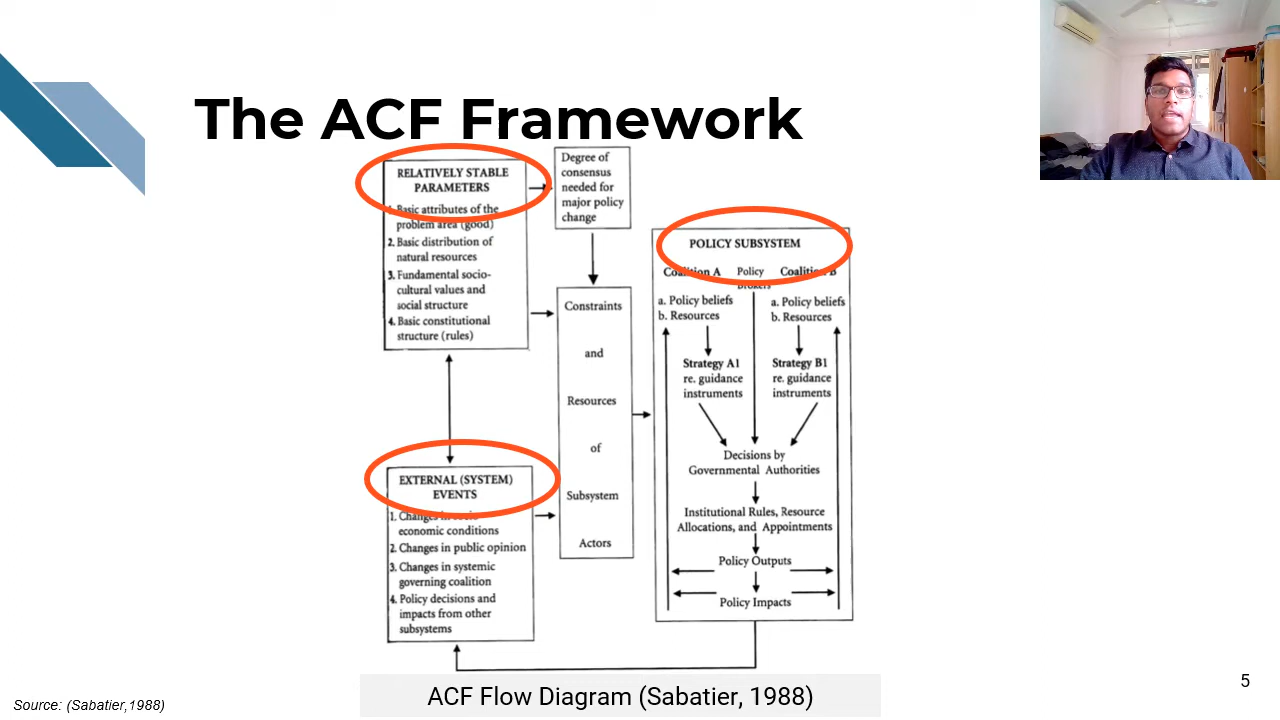 The ACF Framework
RELATIVELY STABLE
PARAMETERS
1. Basic attributes of the
problem area (good)
2. Basic distribution of
natural resources
3. Fundamental socio-
cultural values and
social structure
4. Basic constitutional
structure (rules)
Degree of
consensus
needed for
major policy
change
Constraints
and
Resources
of
Subsystem
Actors
EXTERNAL (SYSTEM)
EVENTS
1. Changes in socio-
economic conditions
2. Changes in public opinion
3. Changes in systemic
governing coalition
4. Policy decisions and
impacts from other
subsystems
POLICY SUBSYSTEM
Coalition A Policy Coalition B
Brokers
a. Policy beliefs a. Policy beliefs
b. Resources b. Resources
Strategy A1 Strategy B1
re. guidance re. guidance
instruments instruments
Decisions by
Governmental Authorities
Institutional Rules, Resource
Allocations, and Appointments
Policy Outputs
Policy Impacts
ACF Flow Diagram (Sabatier, 1988)
Source: (Sabatier,1988)
5